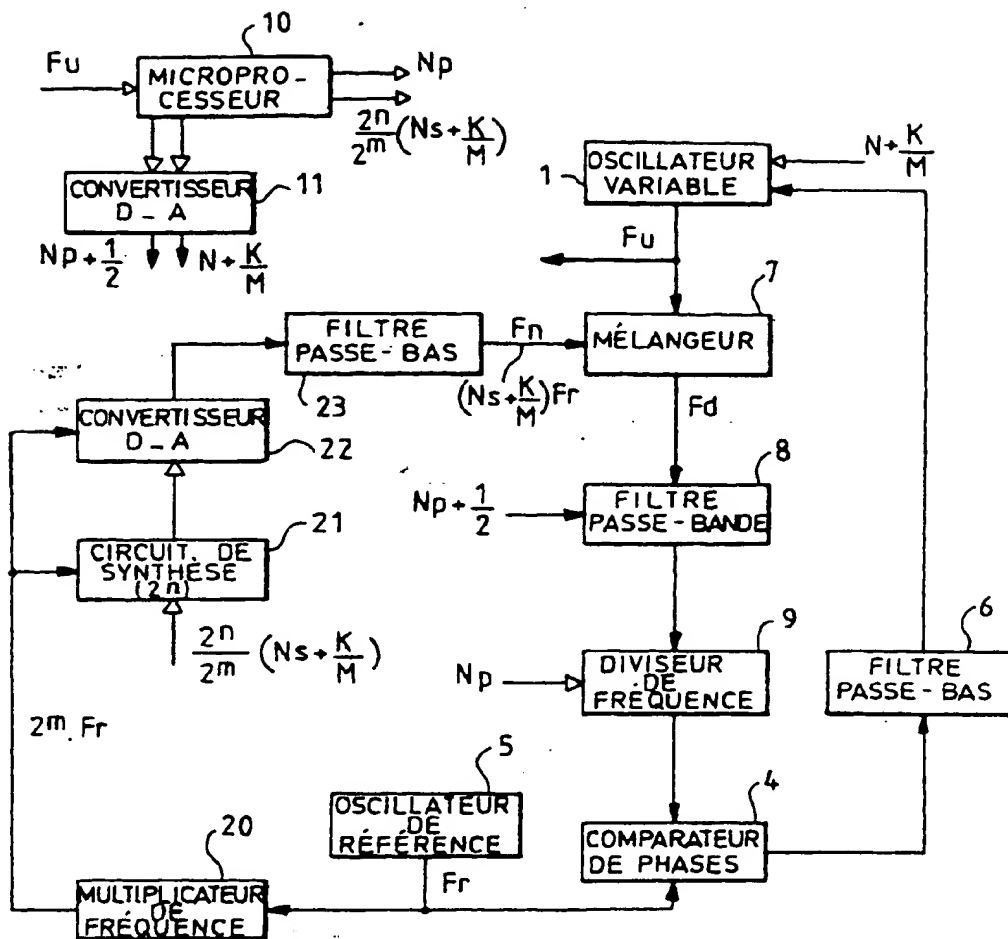 10
Fu
MICROPRO-
CESSEUR
Np
2n/2m (Ns+K/M)
CONVERTISSEUR
D_A
11
Np+1/2
N+K/M
1
OSCILLATEUR
VARIABLE
N+K/M
Fu
7
MÉLANGEUR
FILTRE
PASSE-BAS
23
Fn
(Ns+K/M)Fr
Fd
CONVERTISSEUR
D_A
22
8
Np+1/2
FILTRE
PASSE-BANDE
21
CIRCUIT. DE
SYNTHÈSE
(2n)
2n/2m (Ns+K/M)
9
Np
DIVISEUR
DE
FRÉQUENCE
6
FILTRE
PASSE-BAS
2m.Fr
5
OSCILLATEUR
DE
RÉFÉRENCE
4
COMPARATEUR
DE PHASES
20
Fr
MULTIPLICATEUR
DE
FRÉQUENCE